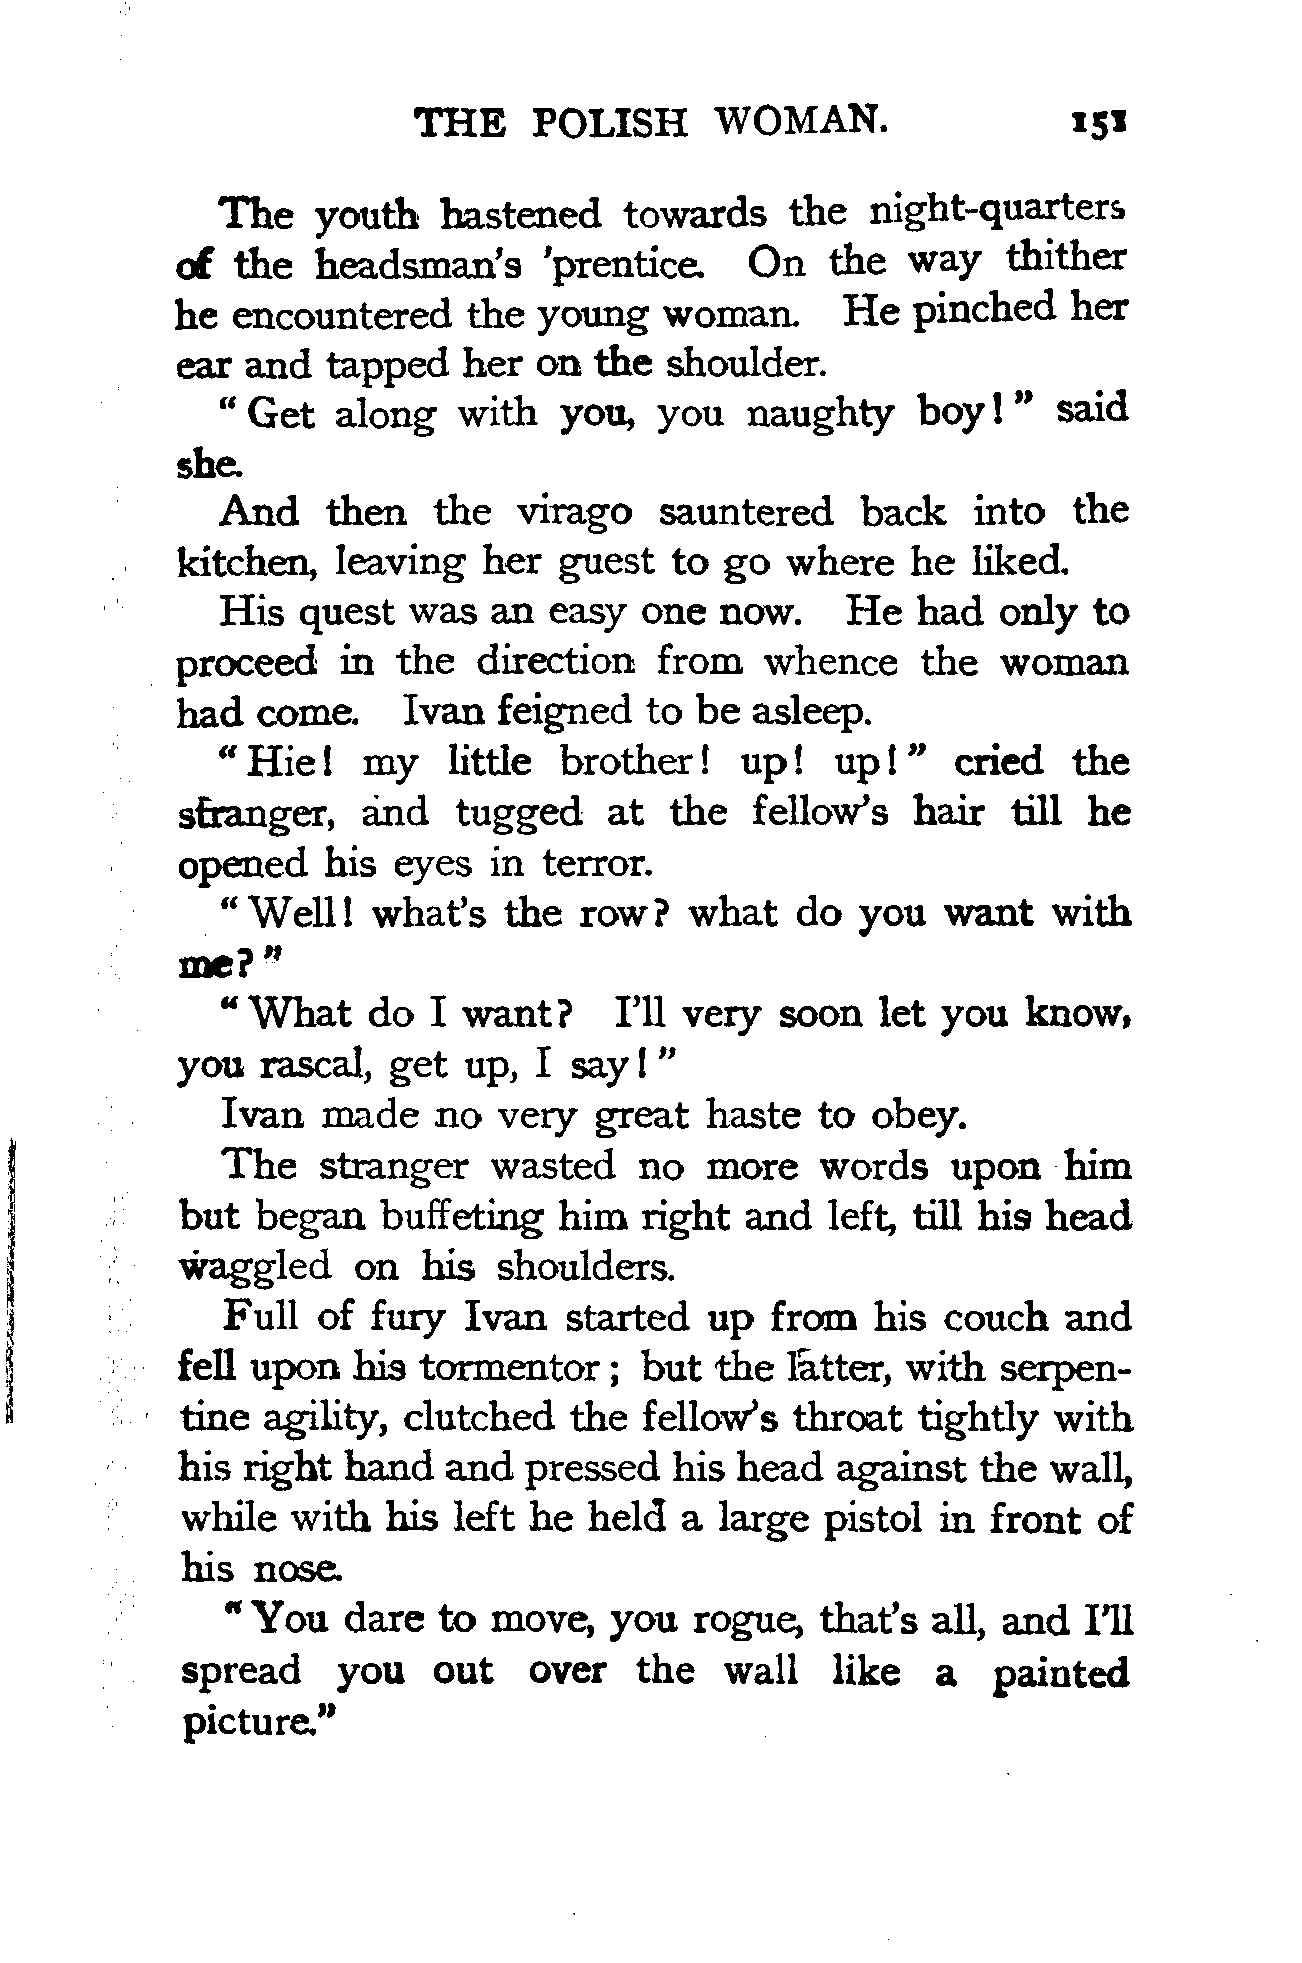 THE POLISH WOMAN. 151
The youth hastened towards the night-quarters
of the headsman's 'prentice. On the way thither
he encountered the young woman. He pinched her
ear and tapped her on the shoulder.
“Get along with you, you naughty boy!” said
she.
And then the virago sauntered back into the
kitchen, leaving her guest to go where he liked.
His quest was an easy one now. He had only to
proceed in the direction from whence the woman
had come. Ivan feigned to be asleep.
“Hie! my little brother! up! up!” cried the
stranger, and tugged at the fellow's hair till he
opened his eyes in terror.
“Well! what's the row? what do you want with
me?”
“What do I want? I'll very soon let you know,
you rascal, get up, I say!”
Ivan made no very great haste to obey.
The stranger wasted no more words upon him
but began buffeting him right and left, till his head
waggled on his shoulders.
Full of fury Ivan started up from his couch and
fell upon his tormentor; but the latter, with serpen-
tine agility, clutched the fellow's throat tightly with
his right hand and pressed his head against the wall,
while with his left he held a large pistol in front of
his nose.
“You dare to move, you rogue, that's all, and I'll
spread you out over the wall like a painted
picture.”